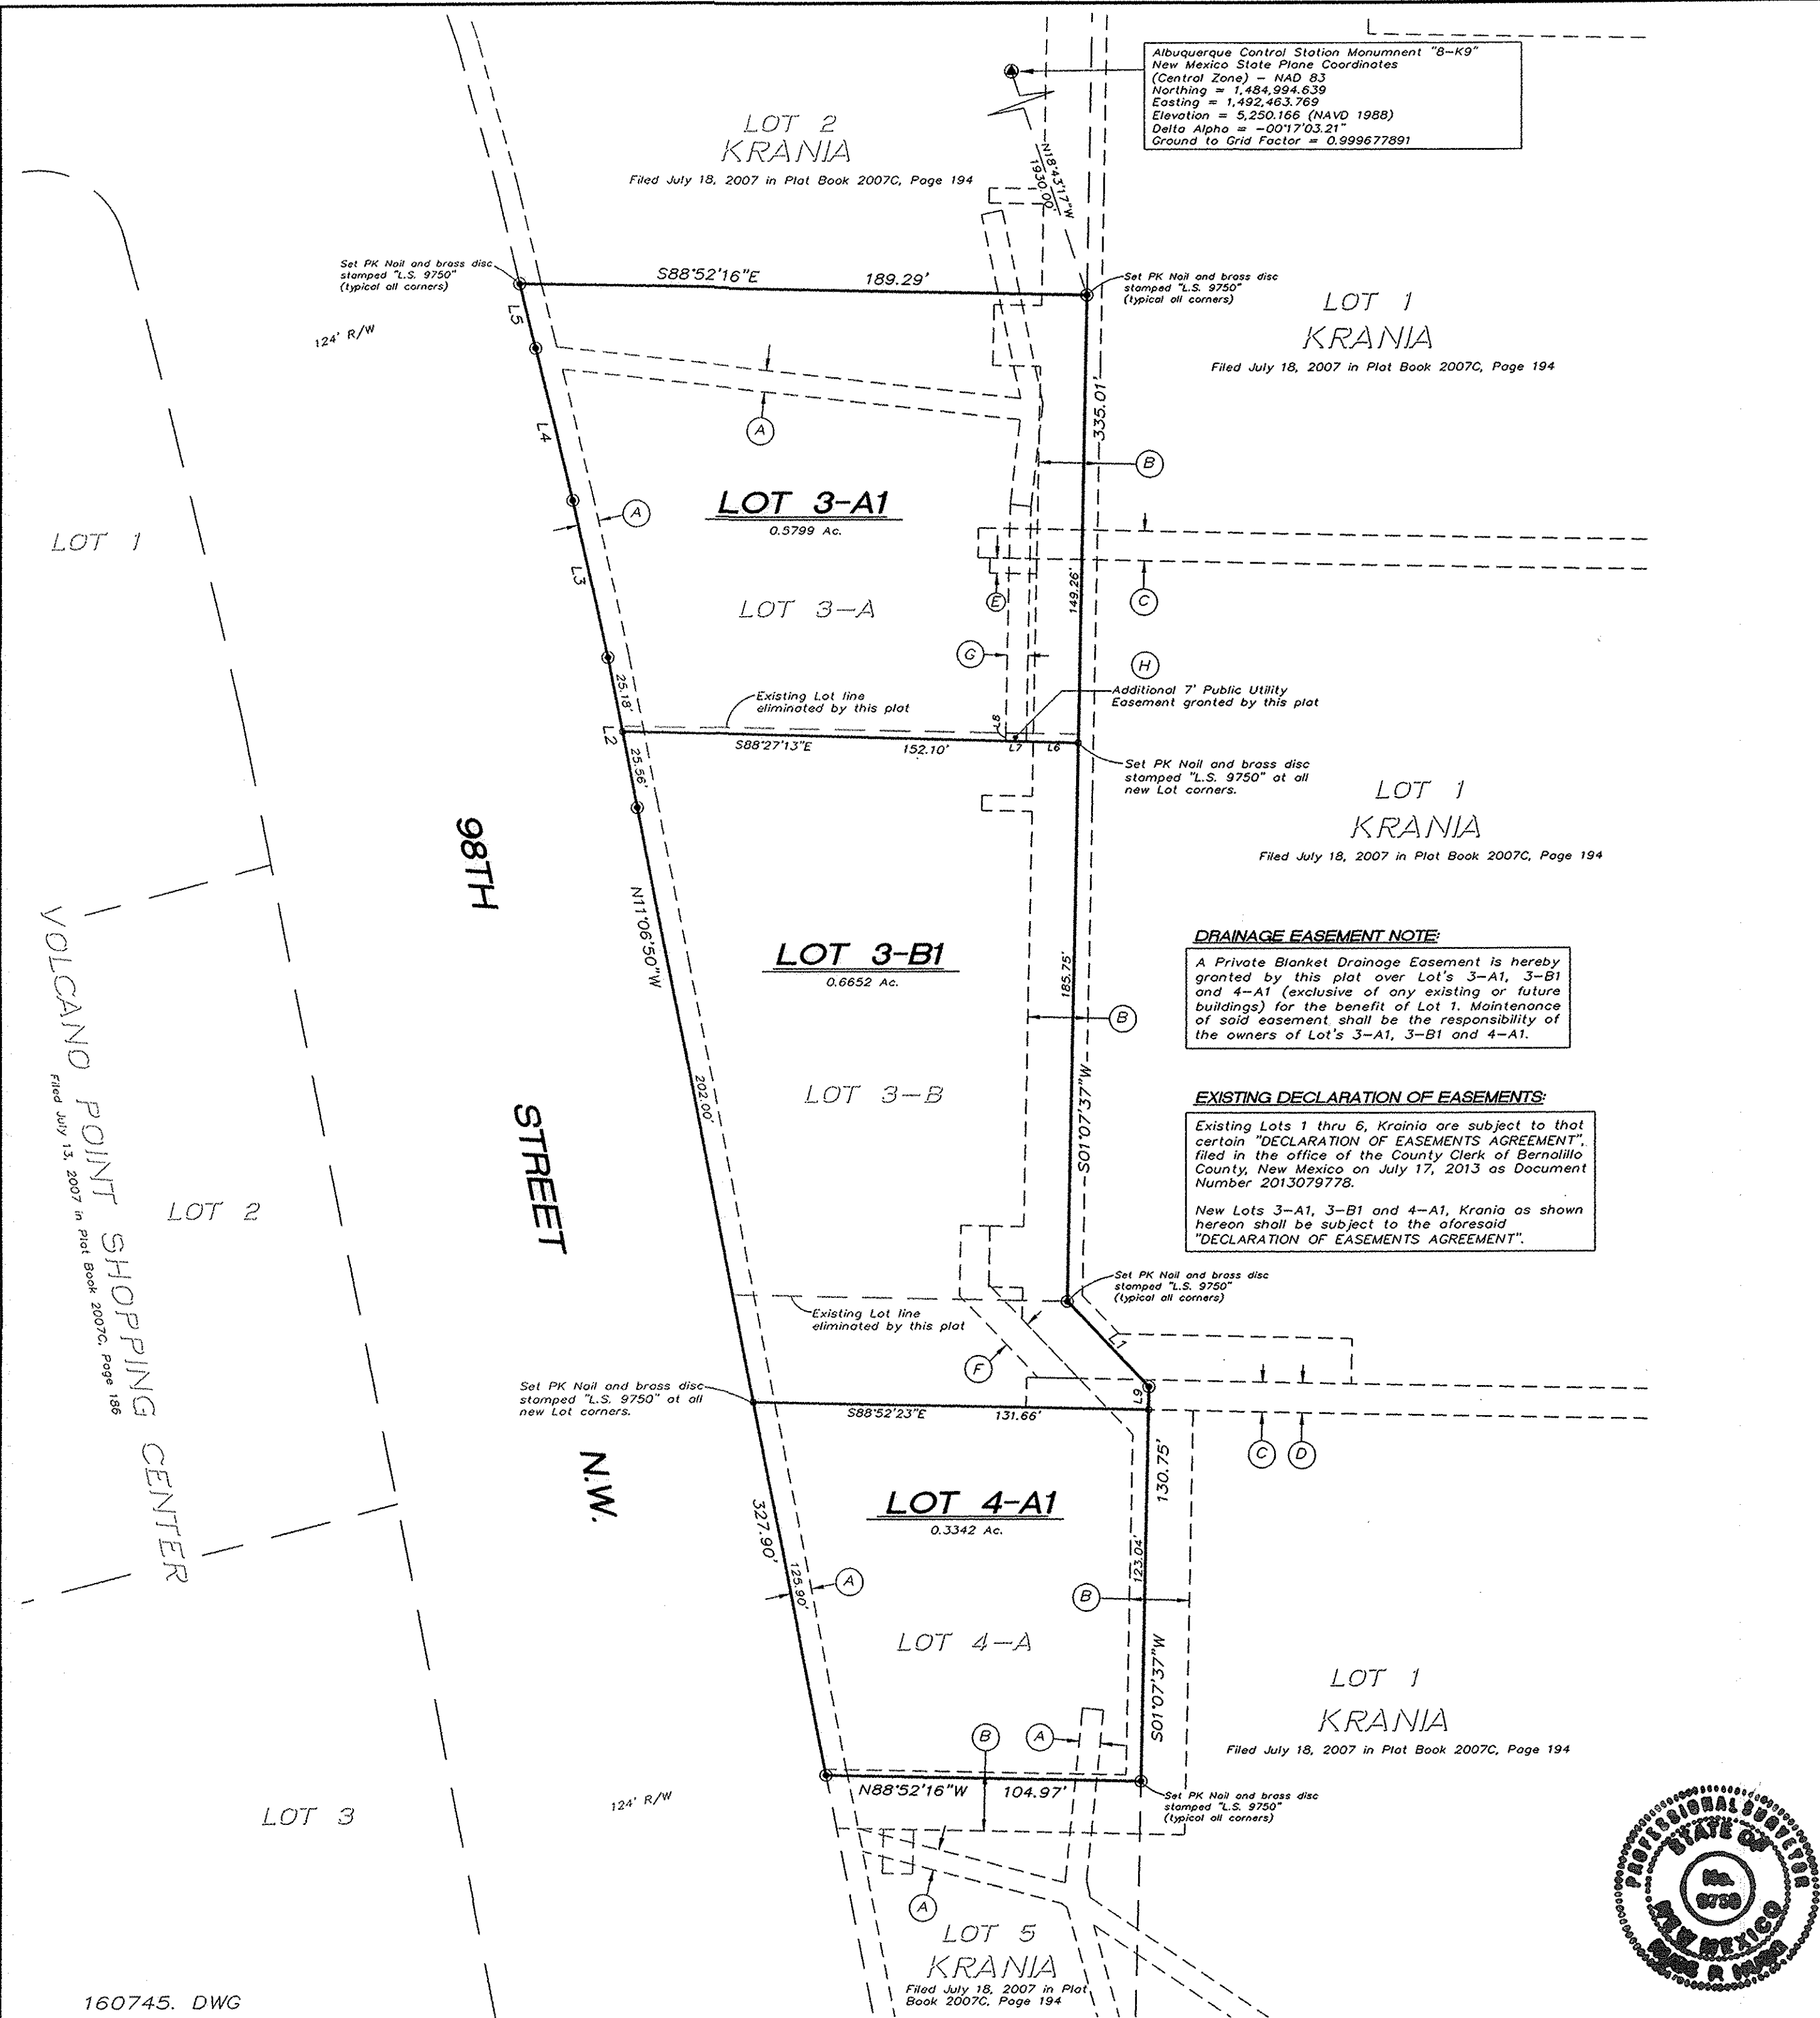 Albuquerque Control Station Monumnent "8-K9"
New Mexico State Plane Coordinates
(Central Zone) - NAD 83
Northing = 1,484,994.639
Easting = 1,492,463.769
Elevation = 5,250.166 (NAVD 1988)
Delta Alpha = -00°17'03.21"
Ground to Grid Factor = 0.999677891
LOT 2
KRANIA
Filed July 18, 2007 in Plat Book 2007C, Page 194
N18°43'17"W
1930.00'
Set PK Nail and brass disc
stamped "L.S. 9750"
(typical all corners)
S88°52'16"E 189.29'
Set PK Nail and brass disc
stamped "L.S. 9750"
(typical all corners)
LOT 1
KRANIA
Filed July 18, 2007 in Plat Book 2007C, Page 194
124' R/W
L5
L4
A
335.01'
B
LOT 3-A1
0.5799 Ac.
A
LOT 1
L3
LOT 3-A
E
149.26'
C
G
H
25.18'
Existing Lot line
eliminated by this plat
Additional 7' Public Utility
Easement granted by this plat
L8
L2
S88°27'13"E 152.10'
L7
L6
25.56'
Set PK Nail and brass disc
stamped "L.S. 9750" at all
new Lot corners.
LOT 1
KRANIA
Filed July 18, 2007 in Plat Book 2007C, Page 194
98TH
STREET
N.W.
N11°06'50"W
LOT 3-B1
0.6652 Ac.
185.75'
B
DRAINAGE EASEMENT NOTE:
A Private Blanket Drainage Easement is hereby
granted by this plat over Lot's 3-A1, 3-B1
and 4-A1 (exclusive of any existing or future
buildings) for the benefit of Lot 1. Maintenance
of said easement shall be the responsibility of
the owners of Lot's 3-A1, 3-B1 and 4-A1.
VOLCANO POINT SHOPPING CENTER
Filed July 13, 2007 in Plat Book 2007C, Page 186
202.00'
LOT 3-B
S01°07'37"W
EXISTING DECLARATION OF EASEMENTS:
Existing Lots 1 thru 6, Krainia are subject to that
certain "DECLARATION OF EASEMENTS AGREEMENT",
filed in the office of the County Clerk of Bernalillo
County, New Mexico on July 17, 2013 as Document
Number 2013079778.
New Lots 3-A1, 3-B1 and 4-A1, Krania as shown
hereon shall be subject to the aforesaid
"DECLARATION OF EASEMENTS AGREEMENT".
LOT 2
Set PK Nail and brass disc
stamped "L.S. 9750"
(typical all corners)
Existing Lot line
eliminated by this plat
L1
F
Set PK Nail and brass disc
stamped "L.S. 9750" at all
new Lot corners.
L9
S88°52'23"E 131.66'
C
D
130.75'
LOT 4-A1
0.3342 Ac.
327.90'
125.90'
A
123.04'
B
LOT 4-A
S01°07'37"W
LOT 1
KRANIA
Filed July 18, 2007 in Plat Book 2007C, Page 194
B
A
N88°52'16"W 104.97'
Set PK Nail and brass disc
stamped "L.S. 9750"
(typical all corners)
124' R/W
LOT 3
A
LOT 5
KRANIA
Filed July 18, 2007 in Plat
Book 2007C, Page 194
PROFESSIONAL SURVEYOR
STATE OF
No.
9750
NEW MEXICO
160745. DWG